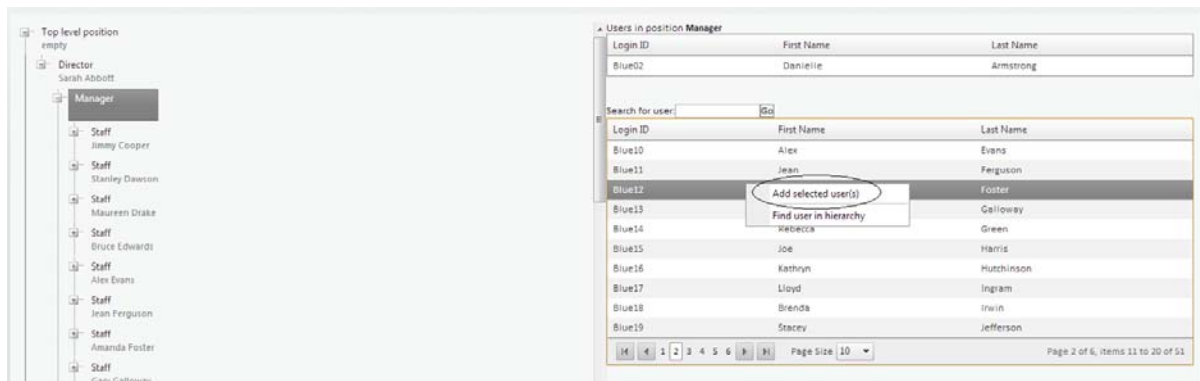 Top level position
empty
Director
Sarah Abbott
Manager
Staff
Jimmy Cooper
Staff
Stanley Dawson
Staff
Maureen Drake
Staff
Bruce Edwards
Staff
Alex Evans
Staff
Jean Ferguson
Staff
Amanda Foster
Staff
Gary Galloway
Users in position Manager
Login ID First Name Last Name
Blue02 Danielle Armstrong
Search for user: Go
Login ID First Name Last Name
Blue10 Alex Evans
Blue11 Jean Ferguson
Blue12 Foster
Add selected user(s)
Blue13 Galloway
Find user in hierarchy
Blue14 Rebecca Green
Blue15 Joe Harris
Blue16 Kathryn Hutchinson
Blue17 Lloyd Ingram
Blue18 Brenda Irwin
Blue19 Stacey Jefferson
1 2 3 4 5 6 Page Size 10 Page 2 of 6, items 11 to 20 of 51